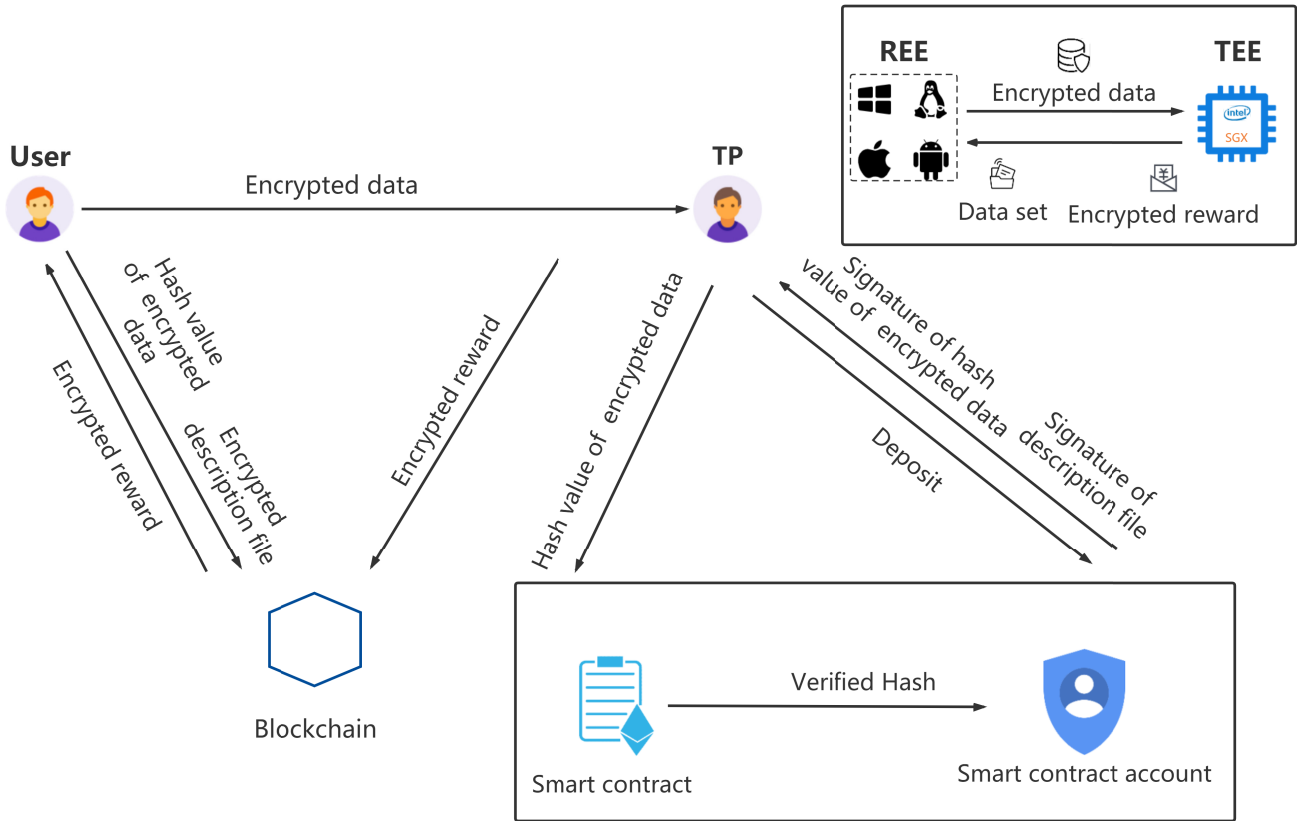 REE
TEE
Encrypted data
intel
SGX
Data set
Encrypted reward
User
TP
Encrypted data
Hash value
of encrypted
data
Encrypted
description file
Encrypted reward
Encrypted reward
Hash value of encrypted data
Signature of hash
value of encrypted data
Signature of
description file
Deposit
Blockchain
Verified Hash
Smart contract
Smart contract account
¥